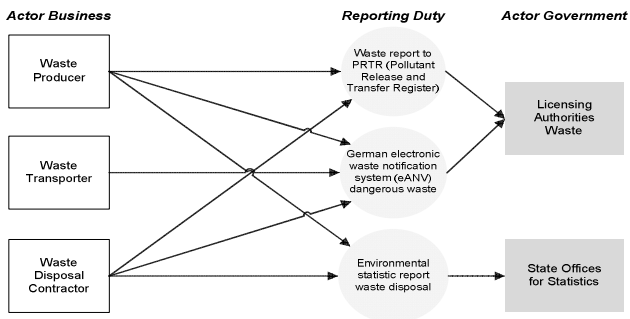 Actor Business
Reporting Duty
Actor Government
Waste
Producer
Waste
Transporter
Waste
Disposal
Contractor
Waste report to
PRTR (Pollutant
Release and
Transfer Register)
German electronic
waste notification
system (eANV)
dangerous waste
Environmental
statistic report
waste disposal
Licensing
Authorities
Waste
State Offices
for Statistics